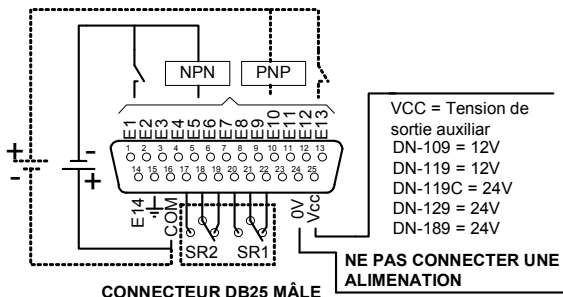 NPN
PNP
E1 E2 E3 E4 E5 E6 E7 E8 E9 E10 E11 E12 E13
1 2 3 4 5 6 7 8 9 10 11 12 13
14 15 16 17 18 19 20 21 22 23 24 25
+
-
-
+
E14
COM
SR2
SR1
0V
Vcc
VCC = Tension de
sortie auxiliar
DN-109 = 12V
DN-119 = 12V
DN-119C = 24V
DN-129 = 24V
DN-189 = 24V
NE PAS CONNECTER UNE
ALIMENATION
CONNECTEUR DB25 MÂLE